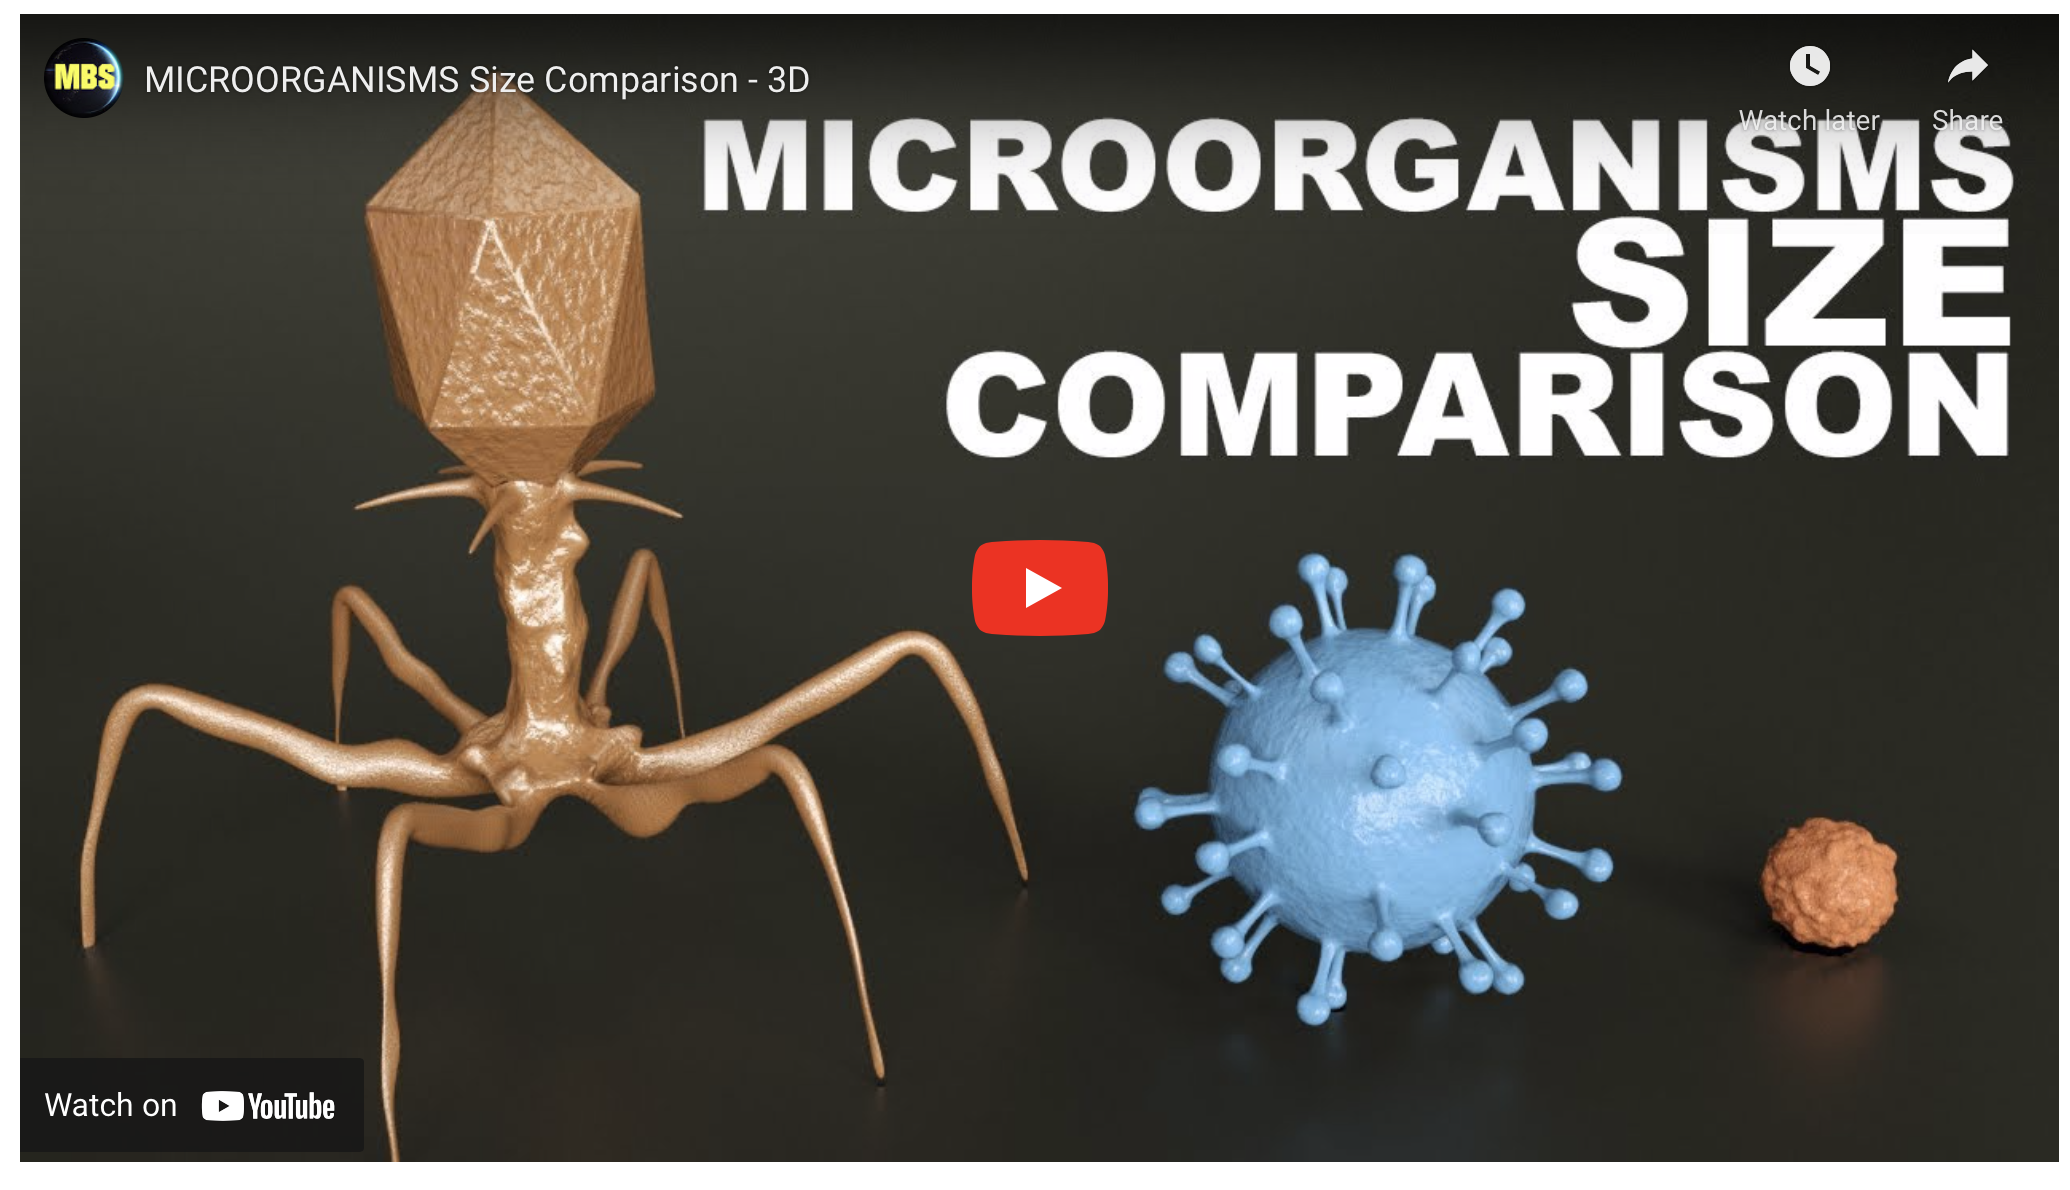 MBS
MICROORGANISMS Size Comparison - 3D
Watch later
Share
MICROORGANISMS
SIZE
COMPARISON
Watch on YouTube